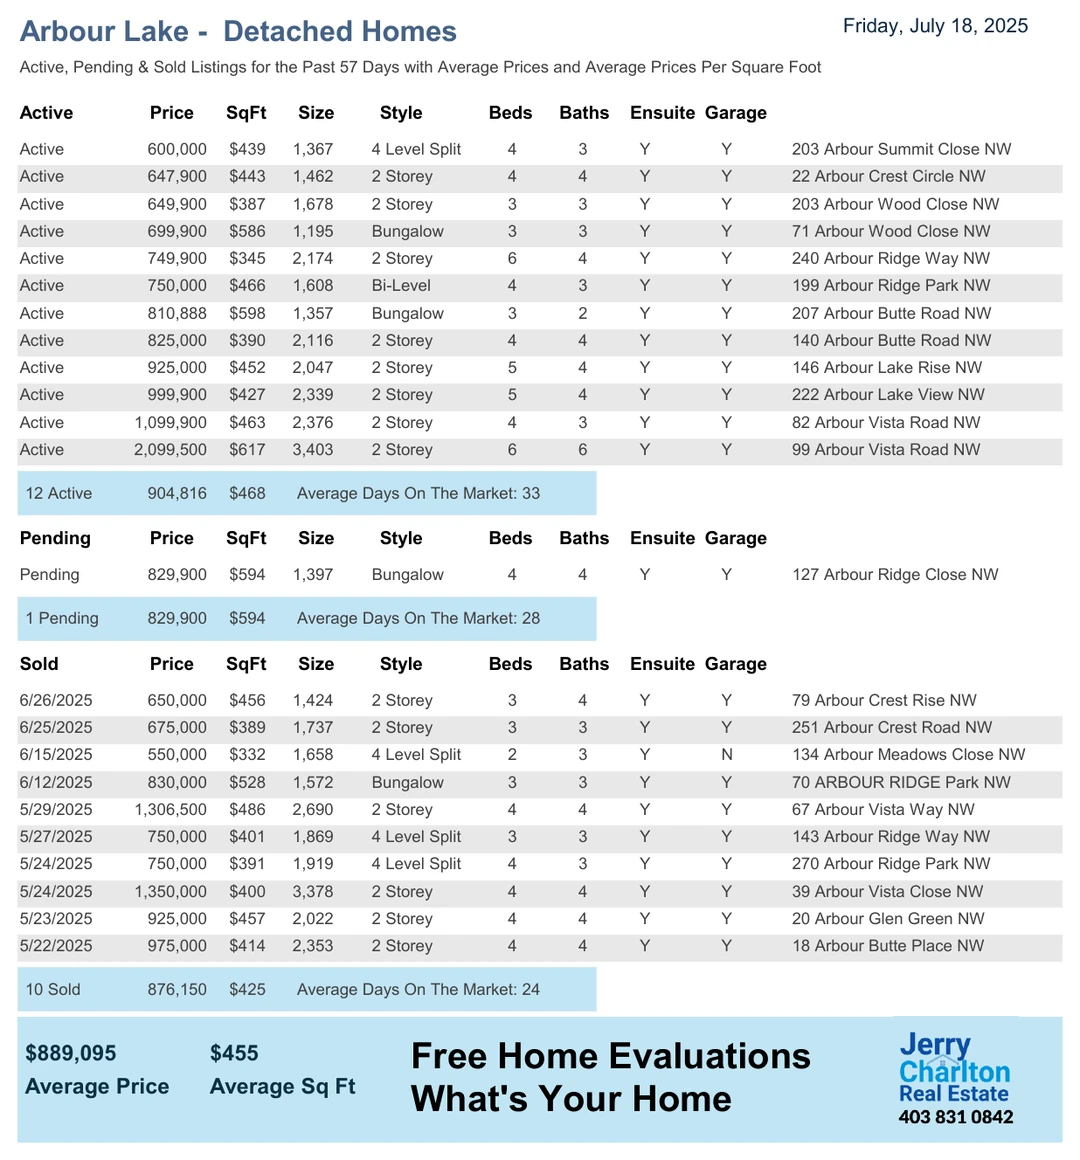 Arbour Lake -  Detached Homes
Friday, July 18, 2025
Active, Pending & Sold Listings for the Past 57 Days with Average Prices and Average Prices Per Square Foot
Active Price SqFt Size Style Beds Baths Ensuite Garage
Active 600,000 $439 1,367 4 Level Split 4 3 Y Y 203 Arbour Summit Close NW
Active 647,900 $443 1,462 2 Storey 4 4 Y Y 22 Arbour Crest Circle NW
Active 649,900 $387 1,678 2 Storey 3 3 Y Y 203 Arbour Wood Close NW
Active 699,900 $586 1,195 Bungalow 3 3 Y Y 71 Arbour Wood Close NW
Active 749,900 $345 2,174 2 Storey 6 4 Y Y 240 Arbour Ridge Way NW
Active 750,000 $466 1,608 Bi-Level 4 3 Y Y 199 Arbour Ridge Park NW
Active 810,888 $598 1,357 Bungalow 3 2 Y Y 207 Arbour Butte Road NW
Active 825,000 $390 2,116 2 Storey 4 4 Y Y 140 Arbour Butte Road NW
Active 925,000 $452 2,047 2 Storey 5 4 Y Y 146 Arbour Lake Rise NW
Active 999,900 $427 2,339 2 Storey 5 4 Y Y 222 Arbour Lake View NW
Active 1,099,900 $463 2,376 2 Storey 4 3 Y Y 82 Arbour Vista Road NW
Active 2,099,500 $617 3,403 2 Storey 6 6 Y Y 99 Arbour Vista Road NW
12 Active 904,816 $468 Average Days On The Market: 33
Pending Price SqFt Size Style Beds Baths Ensuite Garage
Pending 829,900 $594 1,397 Bungalow 4 4 Y Y 127 Arbour Ridge Close NW
1 Pending 829,900 $594 Average Days On The Market: 28
Sold Price SqFt Size Style Beds Baths Ensuite Garage
6/26/2025 650,000 $456 1,424 2 Storey 3 4 Y Y 79 Arbour Crest Rise NW
6/25/2025 675,000 $389 1,737 2 Storey 3 3 Y Y 251 Arbour Crest Road NW
6/15/2025 550,000 $332 1,658 4 Level Split 2 3 Y N 134 Arbour Meadows Close NW
6/12/2025 830,000 $528 1,572 Bungalow 3 3 Y Y 70 ARBOUR RIDGE Park NW
5/29/2025 1,306,500 $486 2,690 2 Storey 4 4 Y Y 67 Arbour Vista Way NW
5/27/2025 750,000 $401 1,869 4 Level Split 3 3 Y Y 143 Arbour Ridge Way NW
5/24/2025 750,000 $391 1,919 4 Level Split 4 3 Y Y 270 Arbour Ridge Park NW
5/24/2025 1,350,000 $400 3,378 2 Storey 4 4 Y Y 39 Arbour Vista Close NW
5/23/2025 925,000 $457 2,022 2 Storey 4 4 Y Y 20 Arbour Glen Green NW
5/22/2025 975,000 $414 2,353 2 Storey 4 4 Y Y 18 Arbour Butte Place NW
10 Sold 876,150 $425 Average Days On The Market: 24
$889,095 $455
Average Price Average Sq Ft
Free Home Evaluations
What's Your Home
Jerry
Charlton
Real Estate
403 831 0842